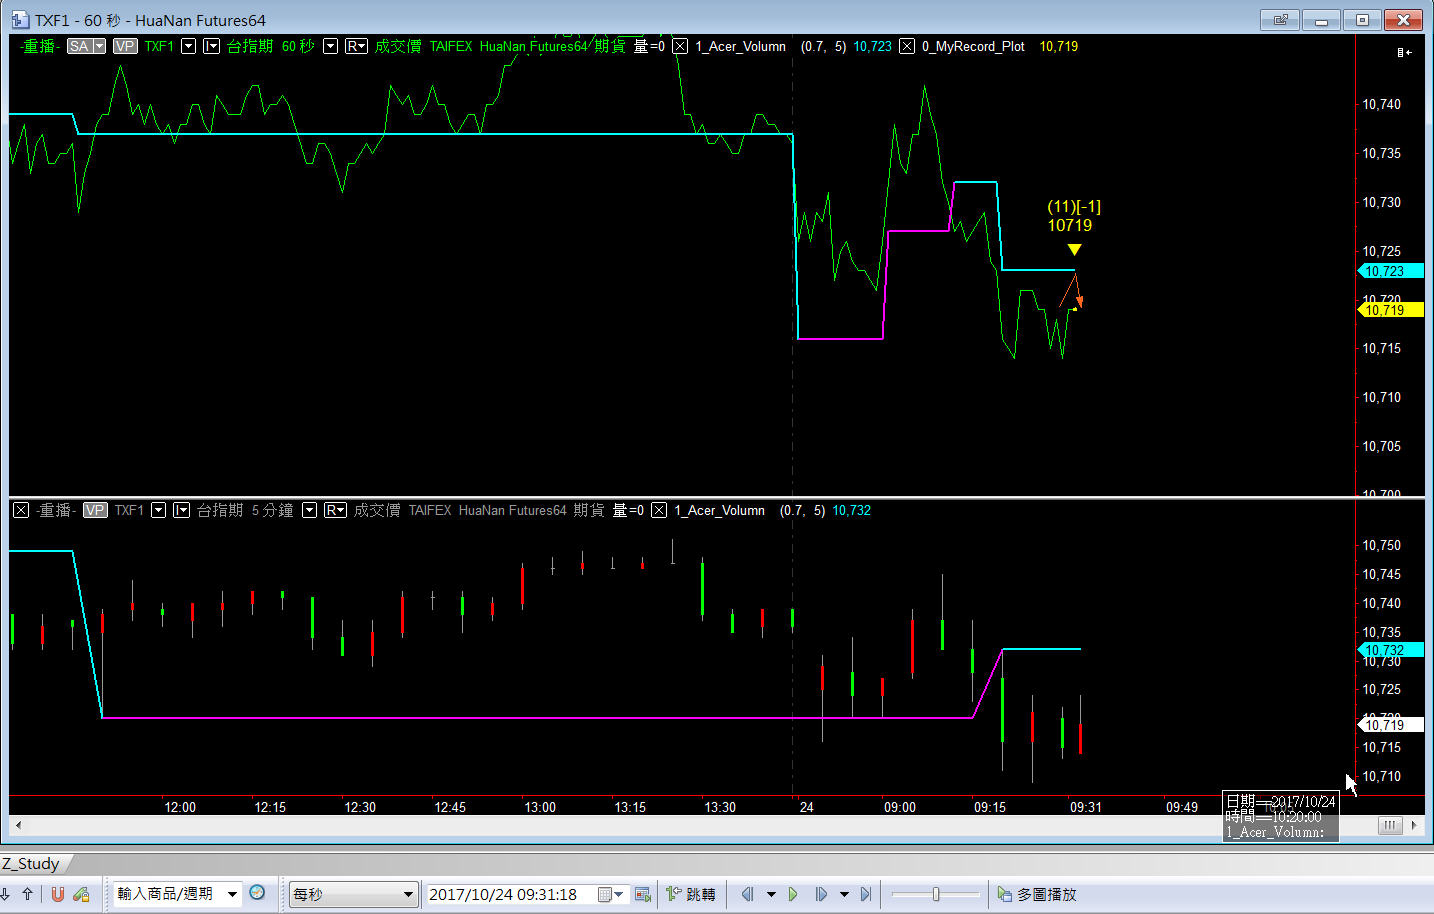 TXF1 - 60 秒 - HuaNan Futures64
-重播- SA VP TXF1 I 台指期 60 秒 R 成交價 TAIFEX HuaNan Futures64 期貨 量=0 1_Acer_Volumn (0.7, 5) 10,723 0_MyRecord_Plot 10,719
10,740
10,735
10,730
(11)[-1]
10719
10,725
10,723
10,720
10,719
10,715
10,710
10,705
10,700
-重播- VP TXF1 I 台指期 5 分鐘 R 成交價 TAIFEX HuaNan Futures64 期貨 量=0 1_Acer_Volumn (0.7, 5) 10,732
10,750
10,745
10,740
10,735
10,732
10,730
10,725
10,720
10,719
10,715
10,710
12:00 12:15 12:30 12:45 13:00 13:15 13:30 24 09:00 09:15 09:31 09:49
日期==2017/10/24
時間==10:20:00
1_Acer_Volumn:
Z_Study
輸入商品/週期 每秒 2017/10/24 09:31:18 跳轉 多圖播放